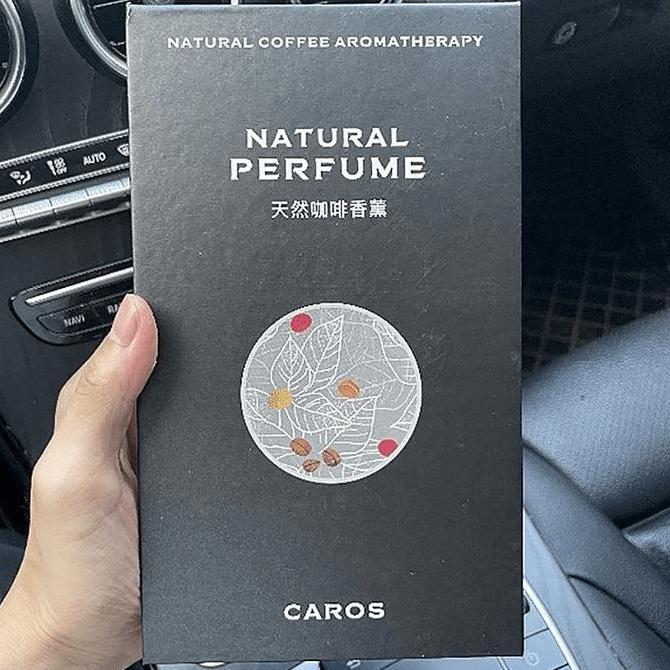 NATURAL COFFEE AROMATHERAPY
NATURAL
PERFUME
天然咖啡香薰
CAROS
AUTO
NAVI